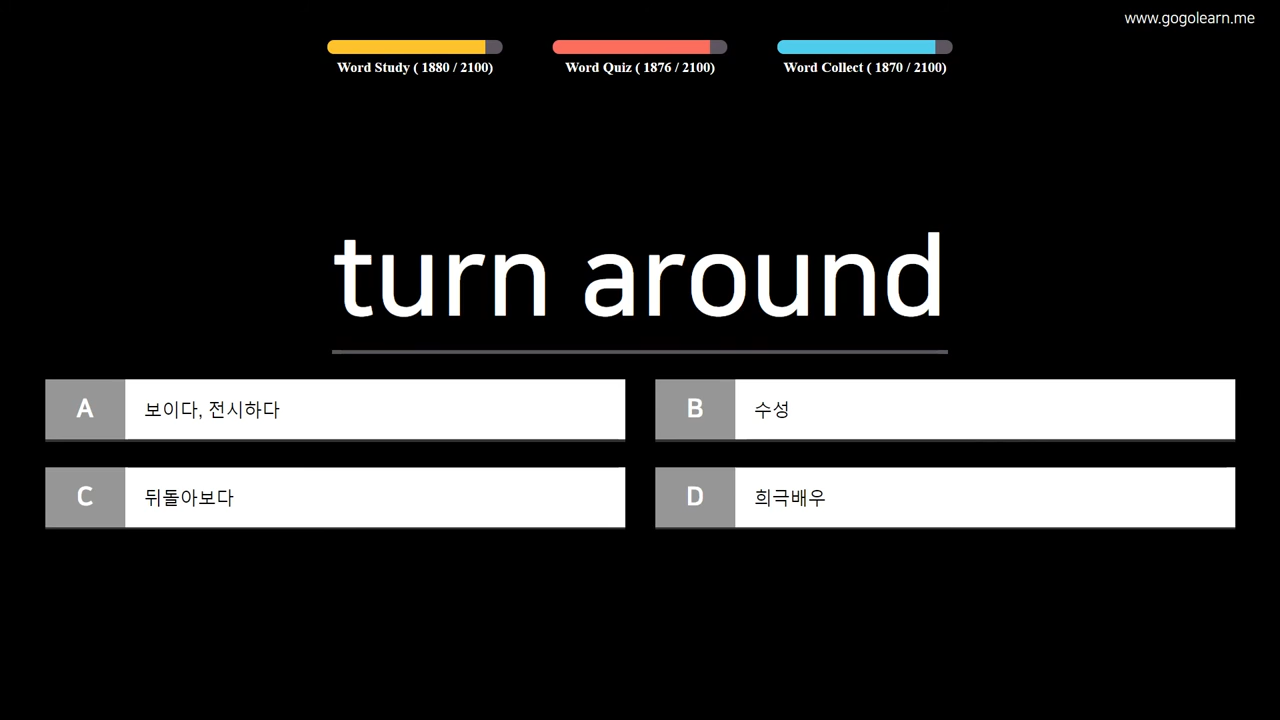 www.gogolearn.me
Word Study ( 1880 / 2100)
Word Quiz ( 1876 / 2100)
Word Collect ( 1870 / 2100)
turn around
A 보이다, 전시하다
B 수성
C 뒤돌아보다
D 희극배우